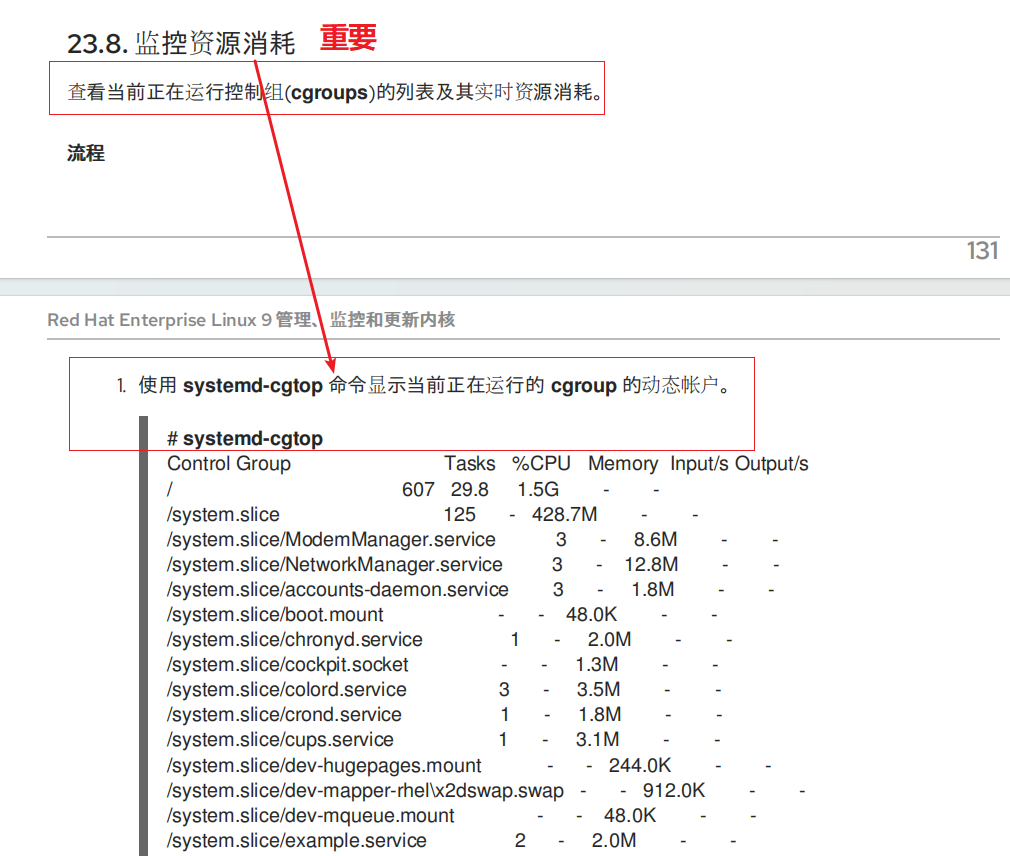 23.8. 监控资源消耗 重要
查看当前正在运行控制组(cgroups)的列表及其实时资源消耗。
流程
131
Red Hat Enterprise Linux 9 管理、监控和更新内核
1. 使用 systemd-cgtop 命令显示当前正在运行的 cgroup 的动态帐户。
# systemd-cgtop
Control Group Tasks %CPU Memory Input/s Output/s
/ 607 29.8 1.5G - -
/system.slice 125 - 428.7M - -
/system.slice/ModemManager.service 3 - 8.6M - -
/system.slice/NetworkManager.service 3 - 12.8M - -
/system.slice/accounts-daemon.service 3 - 1.8M - -
/system.slice/boot.mount - - 48.0K - -
/system.slice/chronyd.service 1 - 2.0M - -
/system.slice/cockpit.socket - - 1.3M - -
/system.slice/colord.service 3 - 3.5M - -
/system.slice/crond.service 1 - 1.8M - -
/system.slice/cups.service 1 - 3.1M - -
/system.slice/dev-hugepages.mount - - 244.0K - -
/system.slice/dev-mapper-rhel\x2dswap.swap - - 912.0K - -
/system.slice/dev-mqueue.mount - - 48.0K - -
/system.slice/example.service 2 - 2.0M - -